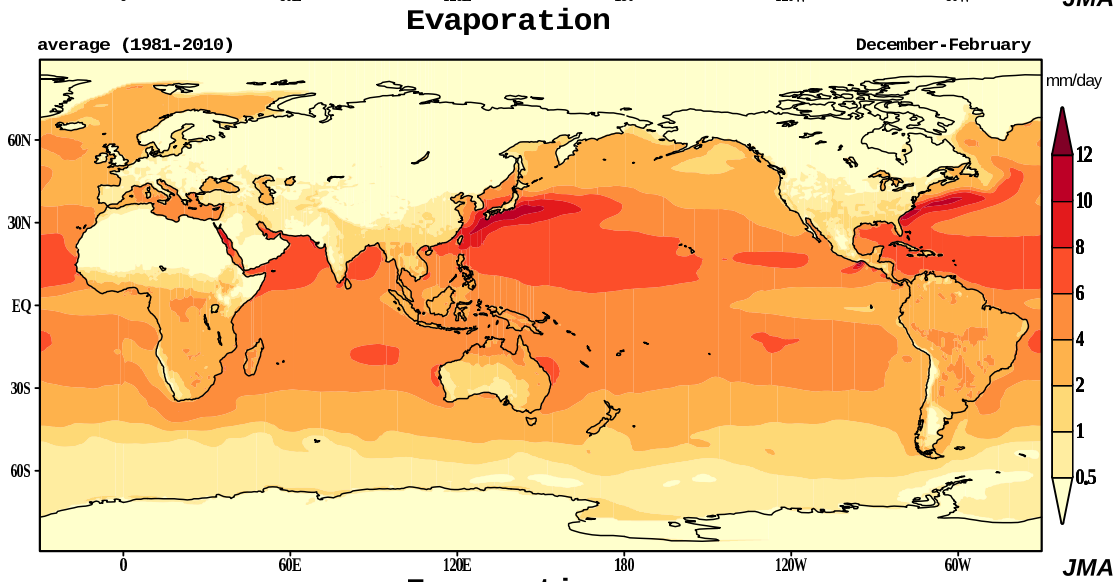 JMA
Evaporation
average (1981-2010)
December-February
mm/day
60N
30N
EQ
30S
60S
12
10
8
6
4
2
1
0.5
0
60E
120E
180
120W
60W
JMA